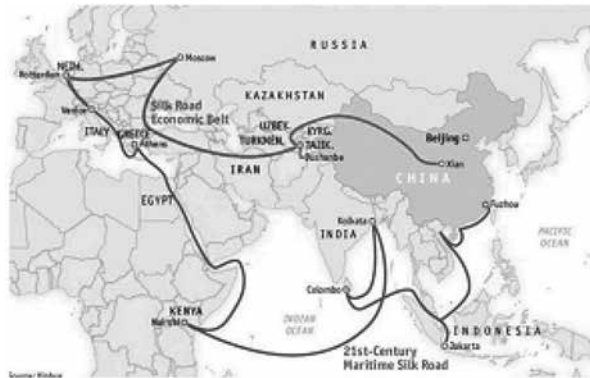 RUSSIA
Moscow
NETH.
Rotterdam
KAZAKHSTAN
Silk Road
Economic Belt
Venice
UZBEK.
KYRG.
Beijing
ITALY
GREECE
TURKMEN.
TAJIK.
Athens
Dushanbe
Xian
IRAN
CHINA
EGYPT
Fuzhou
Kolkata
INDIA
PACIFIC
OCEAN
Colombo
KENYA
Nairobi
INDIAN
OCEAN
INDONESIA
Jakarta
21st-Century
Maritime Silk Road
Source: Xinhua